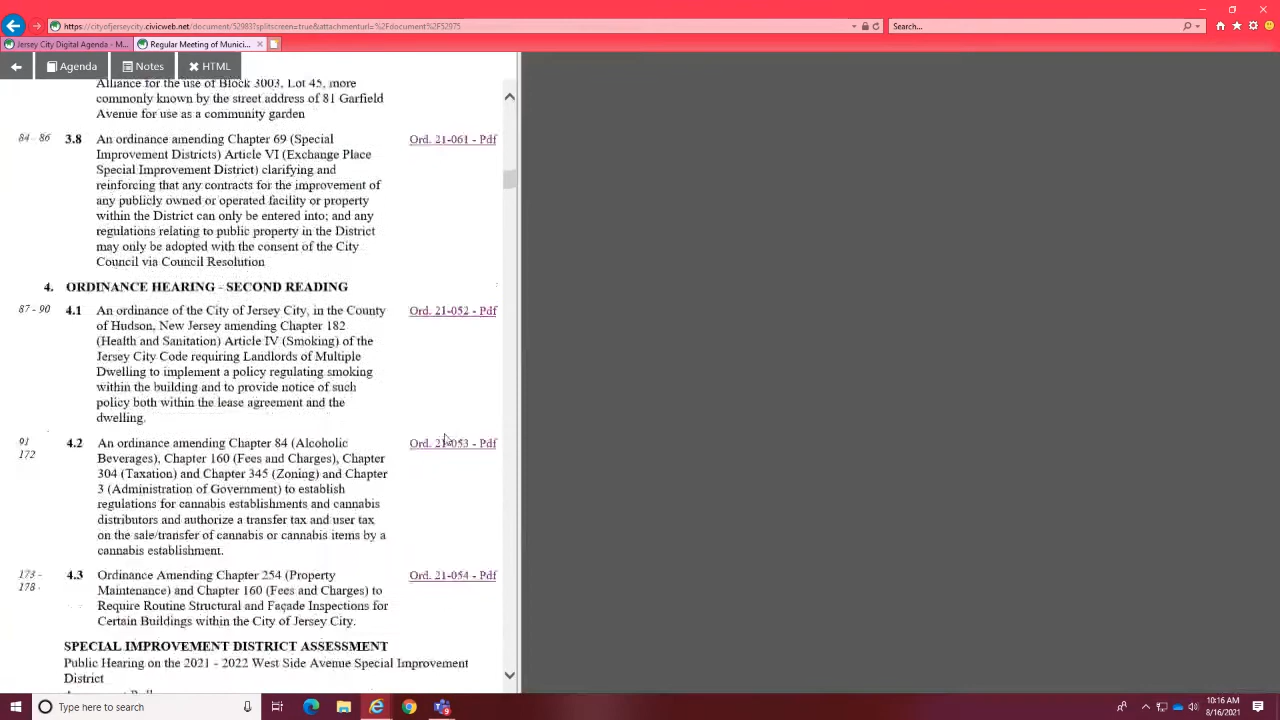 https://cityofjerseycity.civicweb.net/document/52983?splitscreen=true&attachmenturl=%2Fdocument%2F52975
Search...
Jersey City Digital Agenda - M...
Regular Meeting of Munici...
Agenda
Notes
HTML
Alliance for the use of Block 3003, Lot 45, more
commonly known by the street address of 81 Garfield
Avenue for use as a community garden
84 - 86 3.8 An ordinance amending Chapter 69 (Special Ord. 21-061 - Pdf
Improvement Districts) Article VI (Exchange Place
Special Improvement District) clarifying and
reinforcing that any contracts for the improvement of
any publicly owned or operated facility or property
within the District can only be entered into; and any
regulations relating to public property in the District
may only be adopted with the consent of the City
Council via Council Resolution
4. ORDINANCE HEARING - SECOND READING
87 - 90 4.1 An ordinance of the City of Jersey City, in the County Ord. 21-052 - Pdf
of Hudson, New Jersey amending Chapter 182
(Health and Sanitation) Article IV (Smoking) of the
Jersey City Code requiring Landlords of Multiple
Dwelling to implement a policy regulating smoking
within the building and to provide notice of such
policy both within the lease agreement and the
dwelling.
91 4.2 An ordinance amending Chapter 84 (Alcoholic Ord. 21-053 - Pdf
172 Beverages), Chapter 160 (Fees and Charges), Chapter
304 (Taxation) and Chapter 345 (Zoning) and Chapter
3 (Administration of Government) to establish
regulations for cannabis establishments and cannabis
distributors and authorize a transfer tax and user tax
on the sale/transfer of cannabis or cannabis items by a
cannabis establishment.
173 - 4.3 Ordinance Amending Chapter 254 (Property Ord. 21-054 - Pdf
178 Maintenance) and Chapter 160 (Fees and Charges) to
Require Routine Structural and Façade Inspections for
Certain Buildings within the City of Jersey City.
SPECIAL IMPROVEMENT DISTRICT ASSESSMENT
Public Hearing on the 2021 - 2022 West Side Avenue Special Improvement
District
Type here to search
10:16 AM
8/16/2021